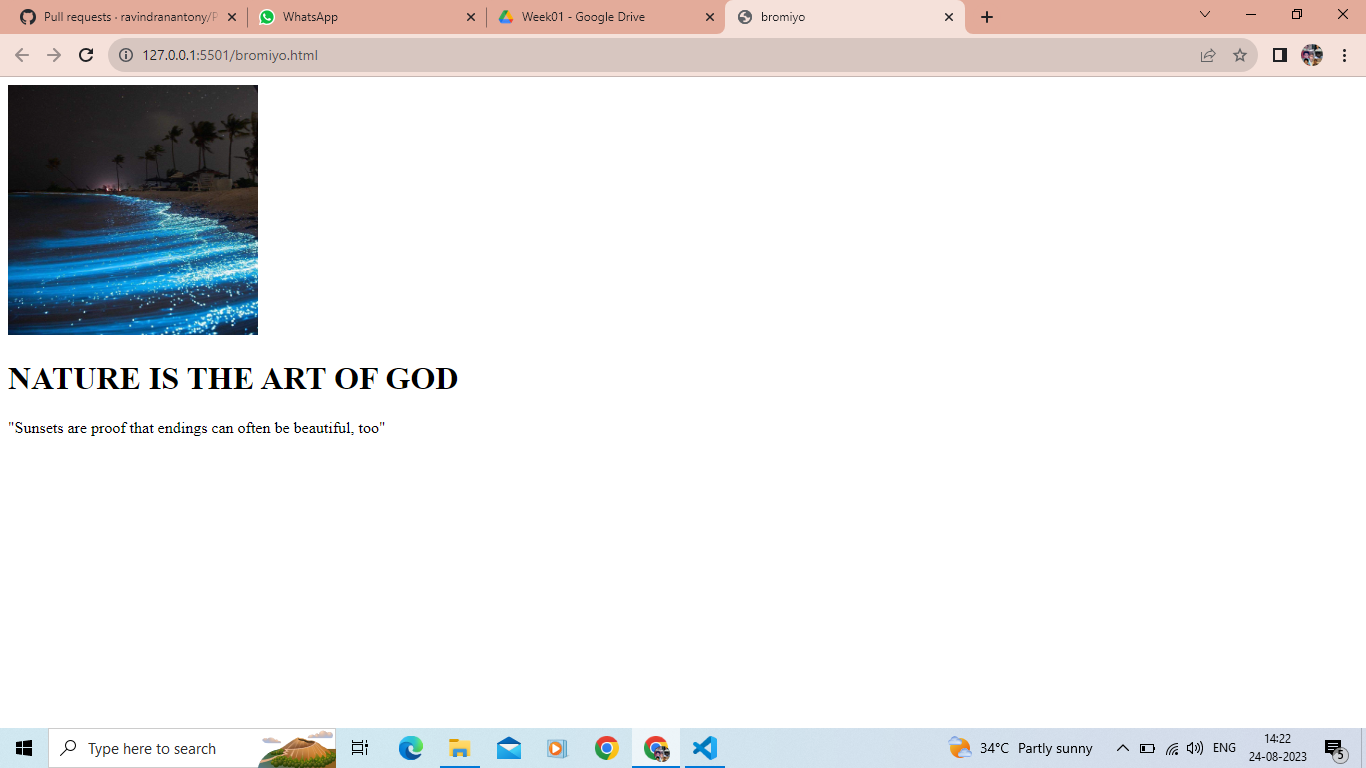 Pull requests · ravindranantony/P
WhatsApp
Week01 - Google Drive
bromiyo
127.0.0.1:5501/bromiyo.html
NATURE IS THE ART OF GOD
"Sunsets are proof that endings can often be beautiful, too"
Type here to search
34°C Partly sunny
ENG
14:22
24-08-2023
5